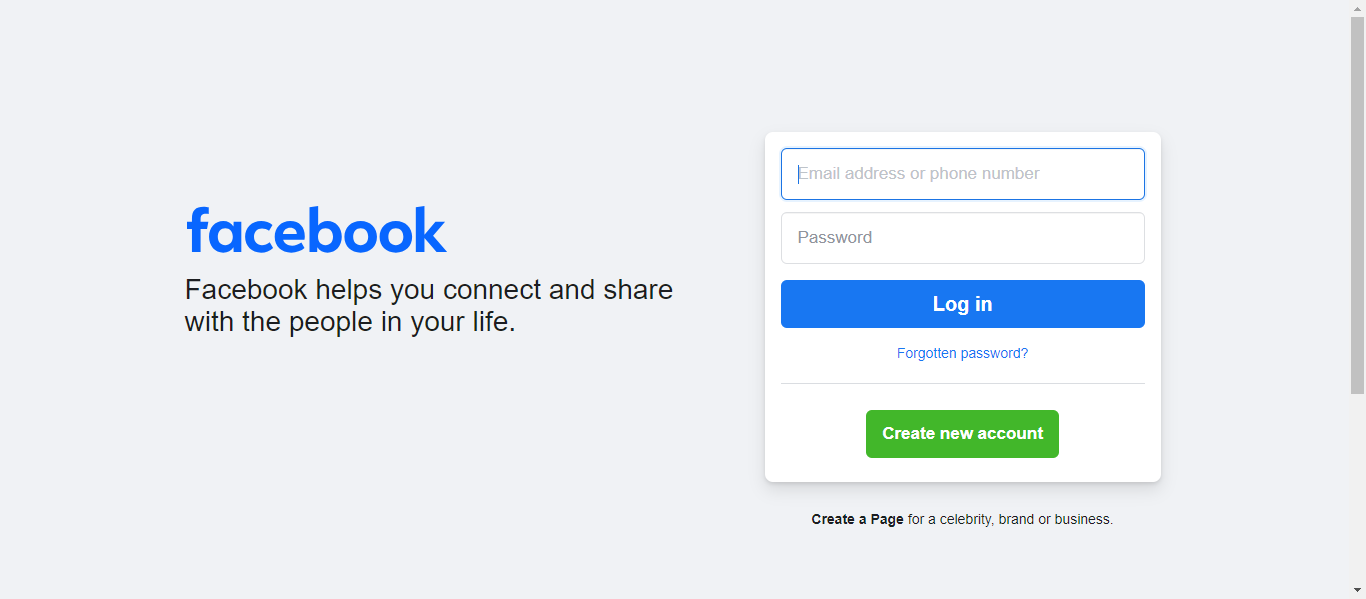 facebook
Facebook helps you connect and share
with the people in your life.
Email address or phone number
Password
Log in
Forgotten password?
Create new account
Create a Page for a celebrity, brand or business.